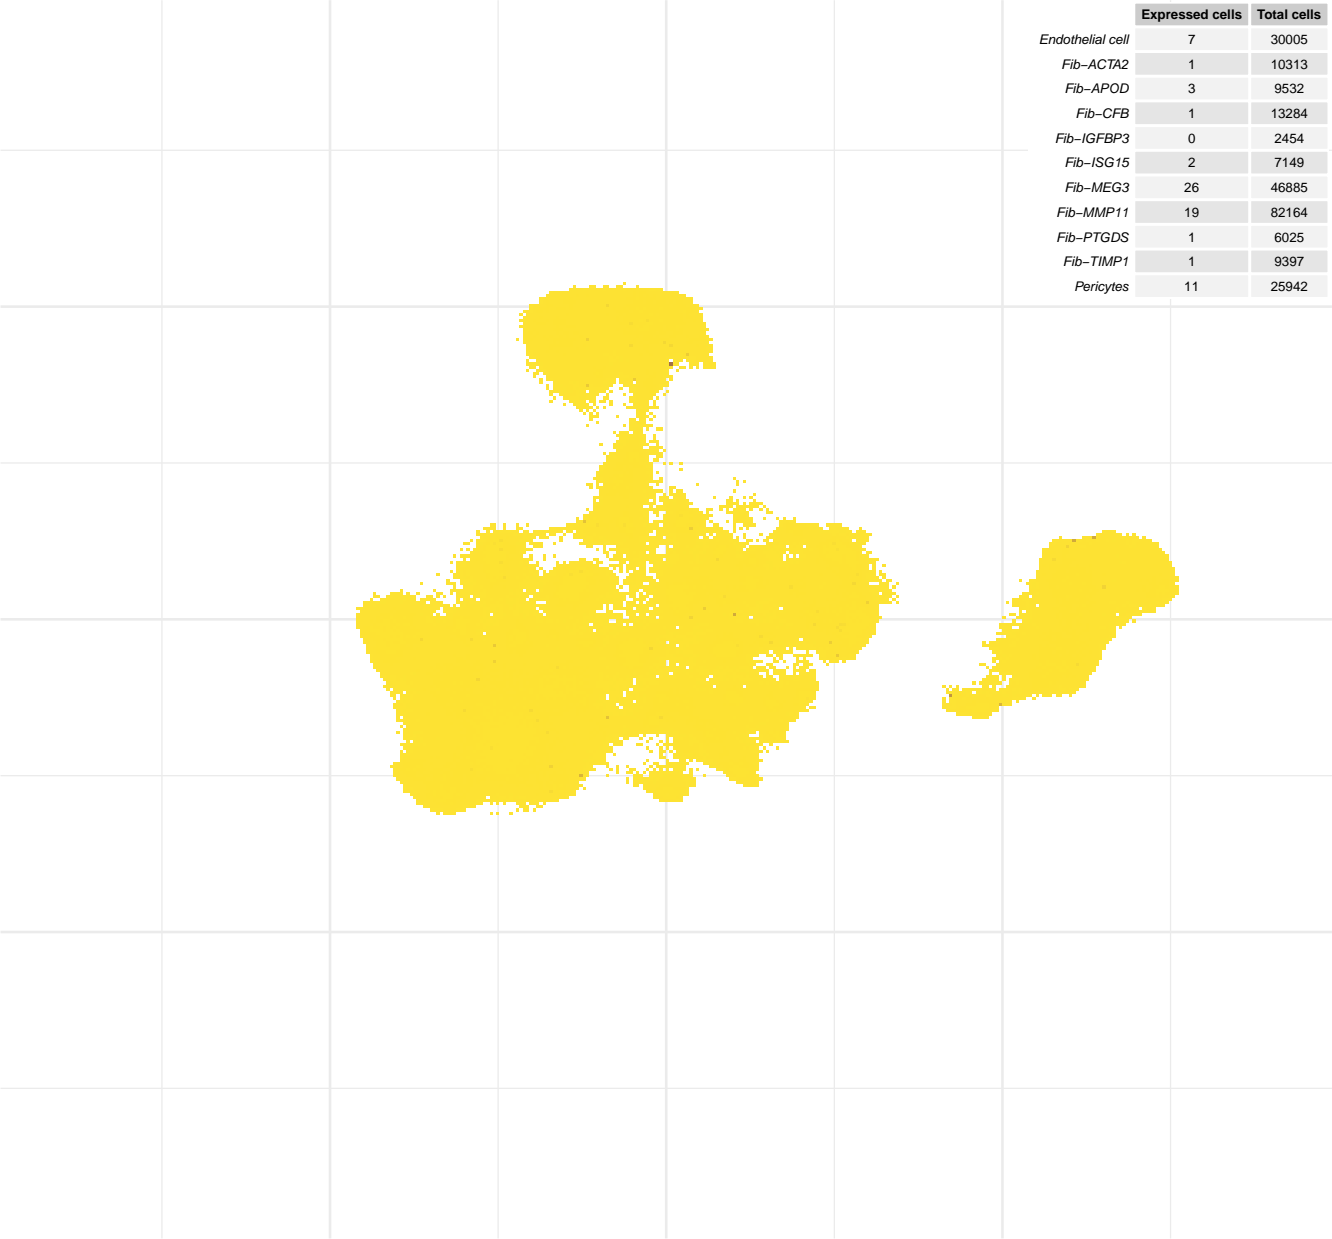 Expressed cells Total cells
Endothelial cell 7 30005
Fib−ACTA2 1 10313
Fib−APOD 3 9532
Fib−CFB 1 13284
Fib−IGFBP3 0 2454
Fib−ISG15 2 7149
Fib−MEG3 26 46885
Fib−MMP11 19 82164
Fib−PTGDS 1 6025
Fib−TIMP1 1 9397
Pericytes 11 25942